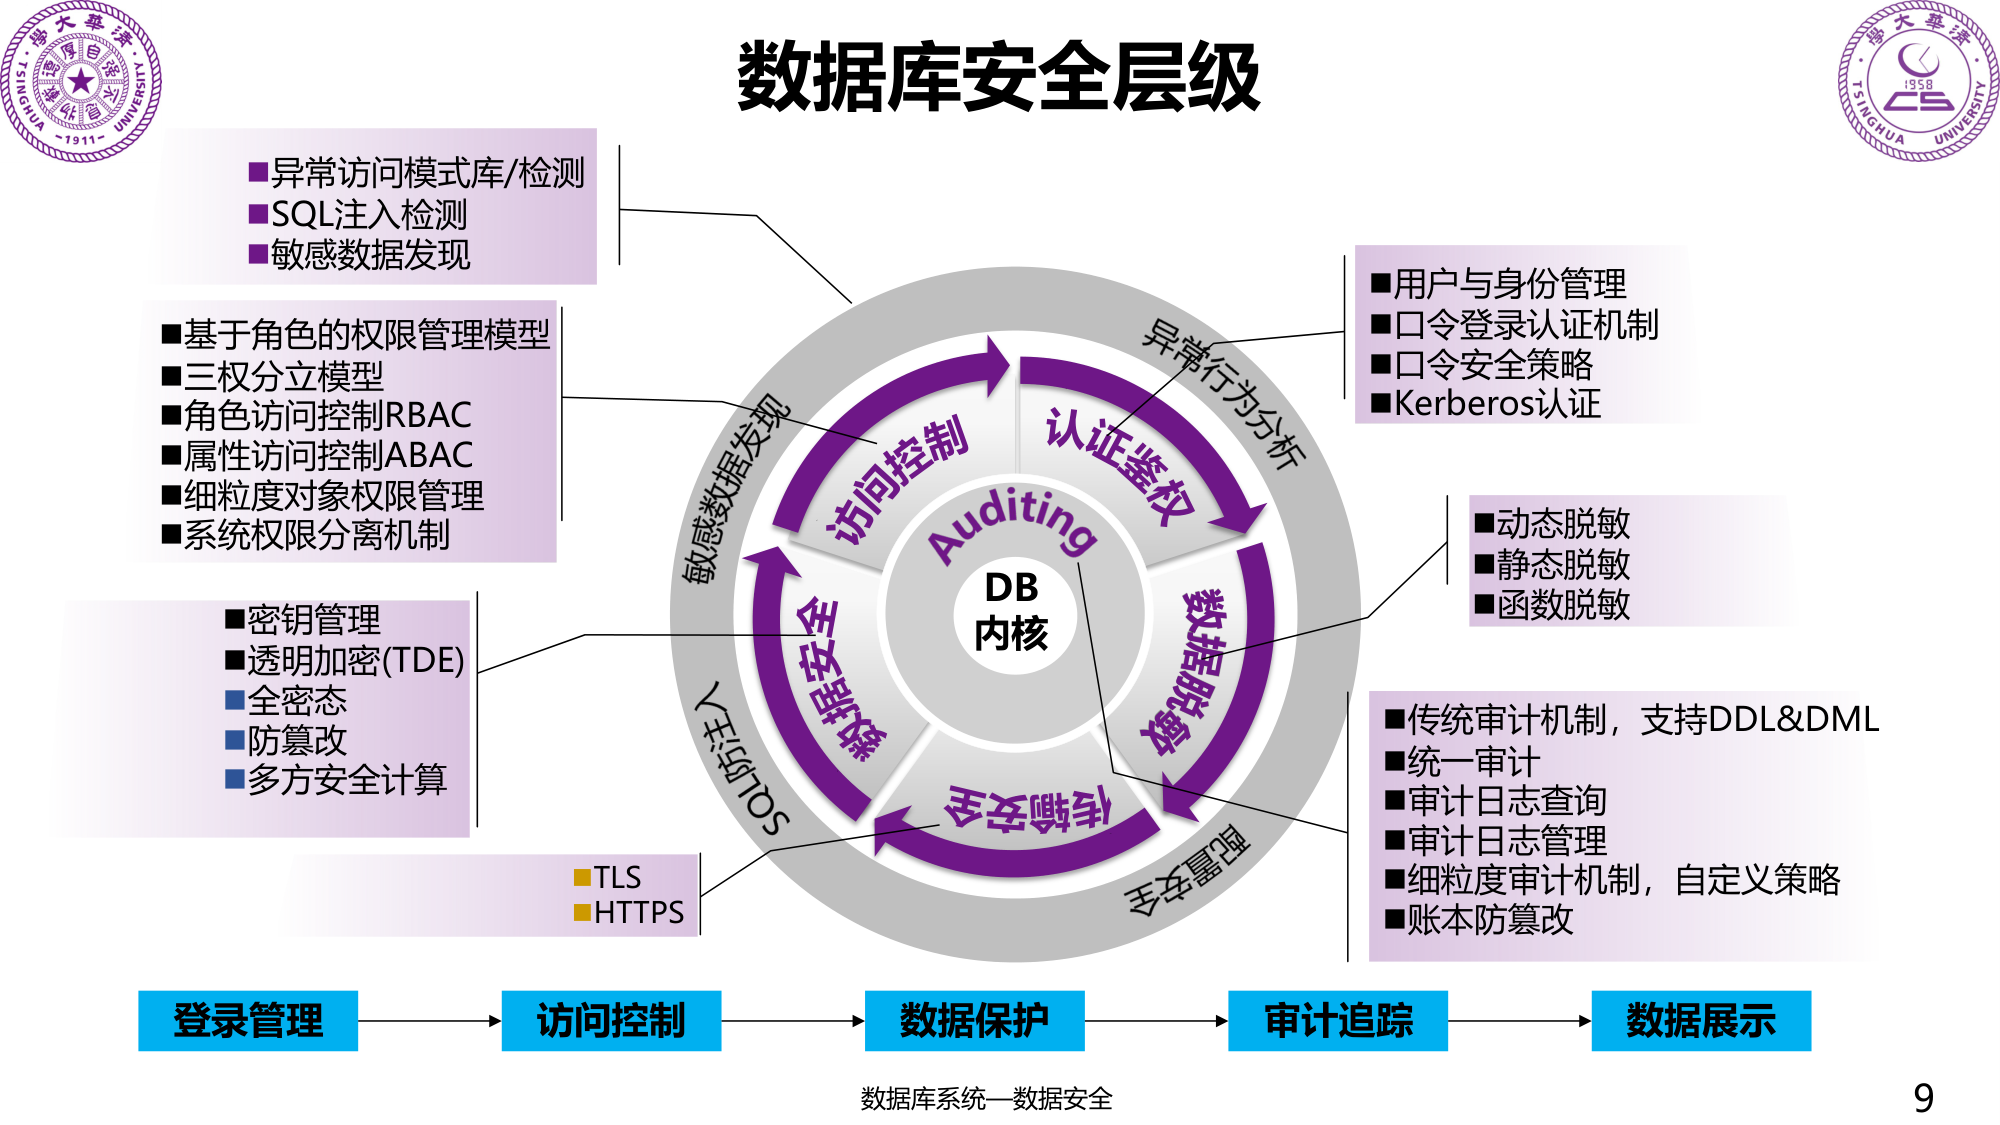 数据库安全层级
異常访问模式库/检测
SQL注入检测
敏感数据发现
基于角色的权限管理模型
三权分立模型
角色访问控制RBAC
属性访问控制ABAC
细粒度对象权限管理
系统权限分离机制
密钥管理
透明加密(TDE)
全密态
防篡改
多方安全计算
TLS
HTTPS
用户与身份管理
口令登录认证机制
口令安全策略
Kerberos认证
动态脱敏
静态脱敏
函数脱敏
传统审计机制，支持DDL&DML
统一审计
审计日志查询
审计日志管理
细粒度审计机制，自定义策略
账本防篡改
敏感数据发现
异常行为分析
SQL防注入
配置安全
访问控制
认证鉴权
数据安全
数据脱敏
传输安全
Auditing
DB
内核
登录管理
访问控制
数据保护
审计追踪
数据展示
数据库系统—数据安全
9
TSINGHUA UNIVERSITY
-1911-
1958
TSINGHUA UNIVERSITY